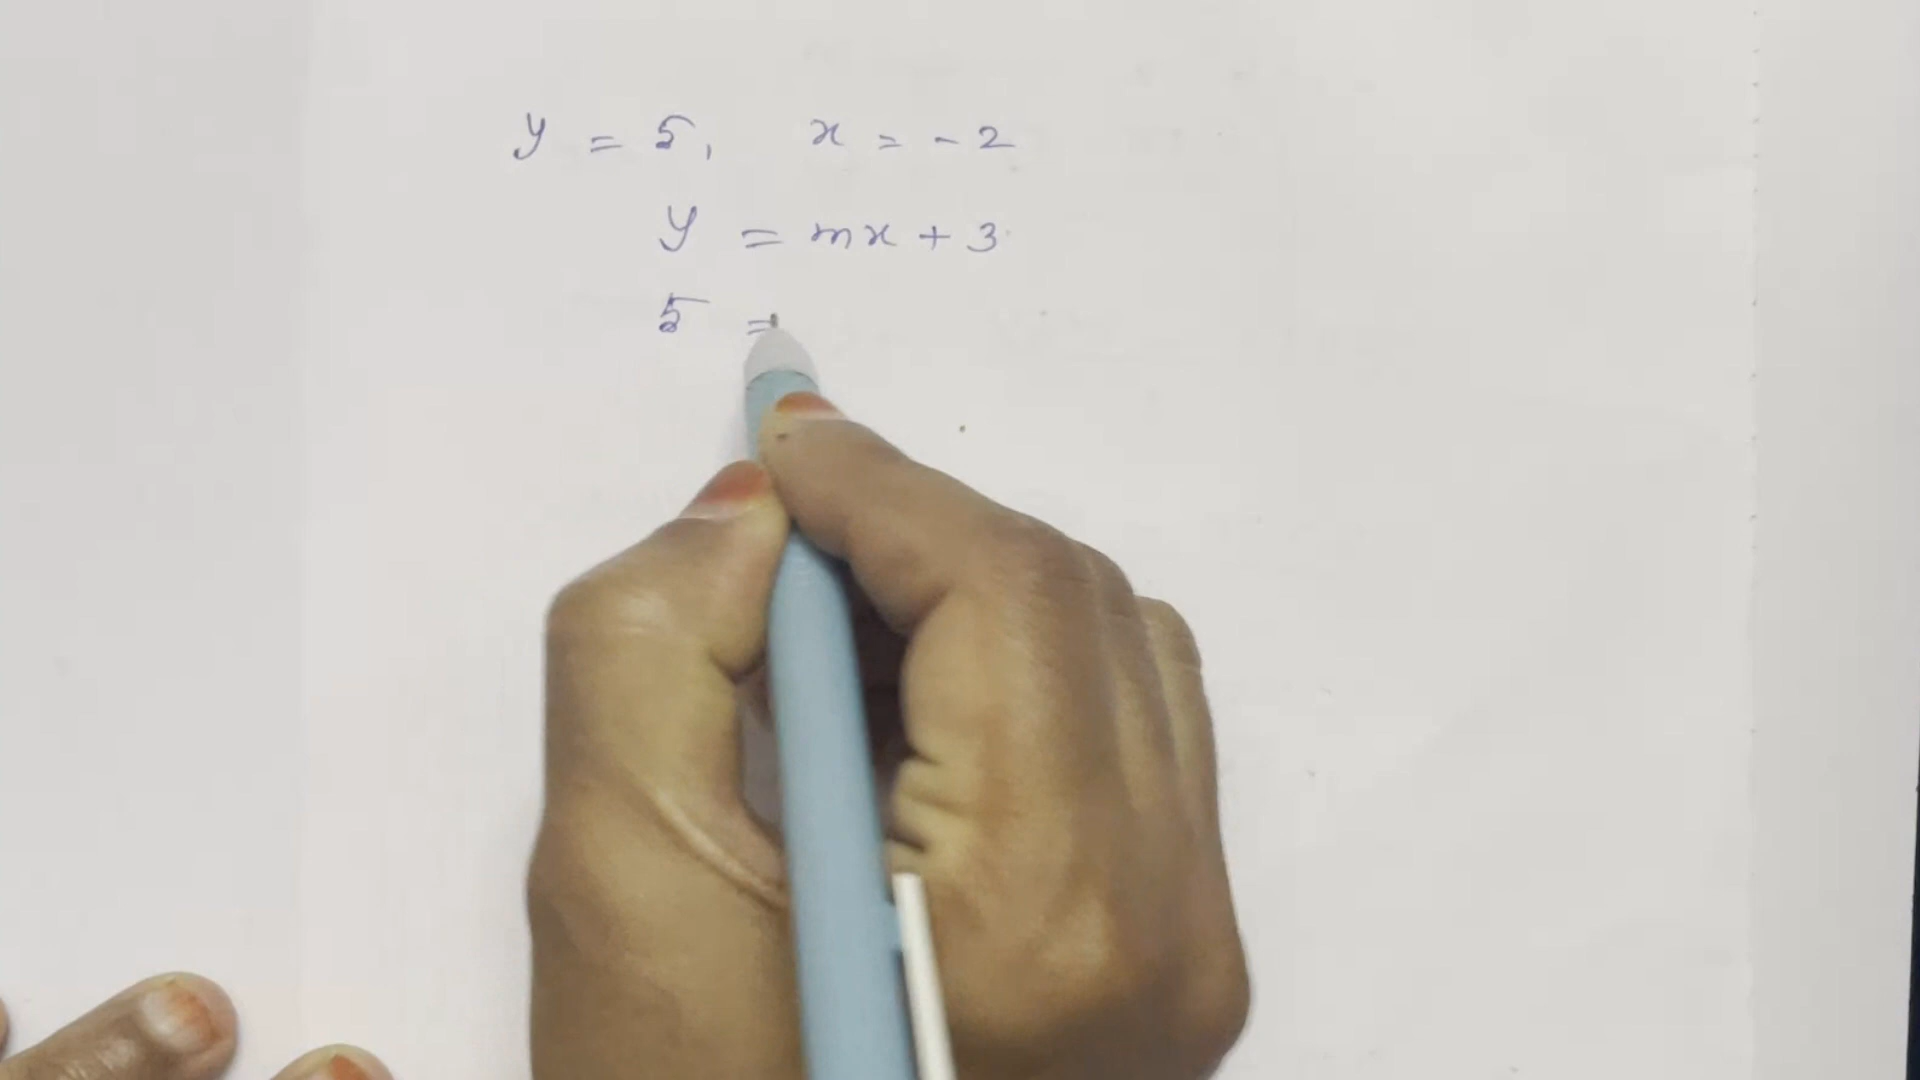 y = 5, x = -2
y = mx + 3
5 =